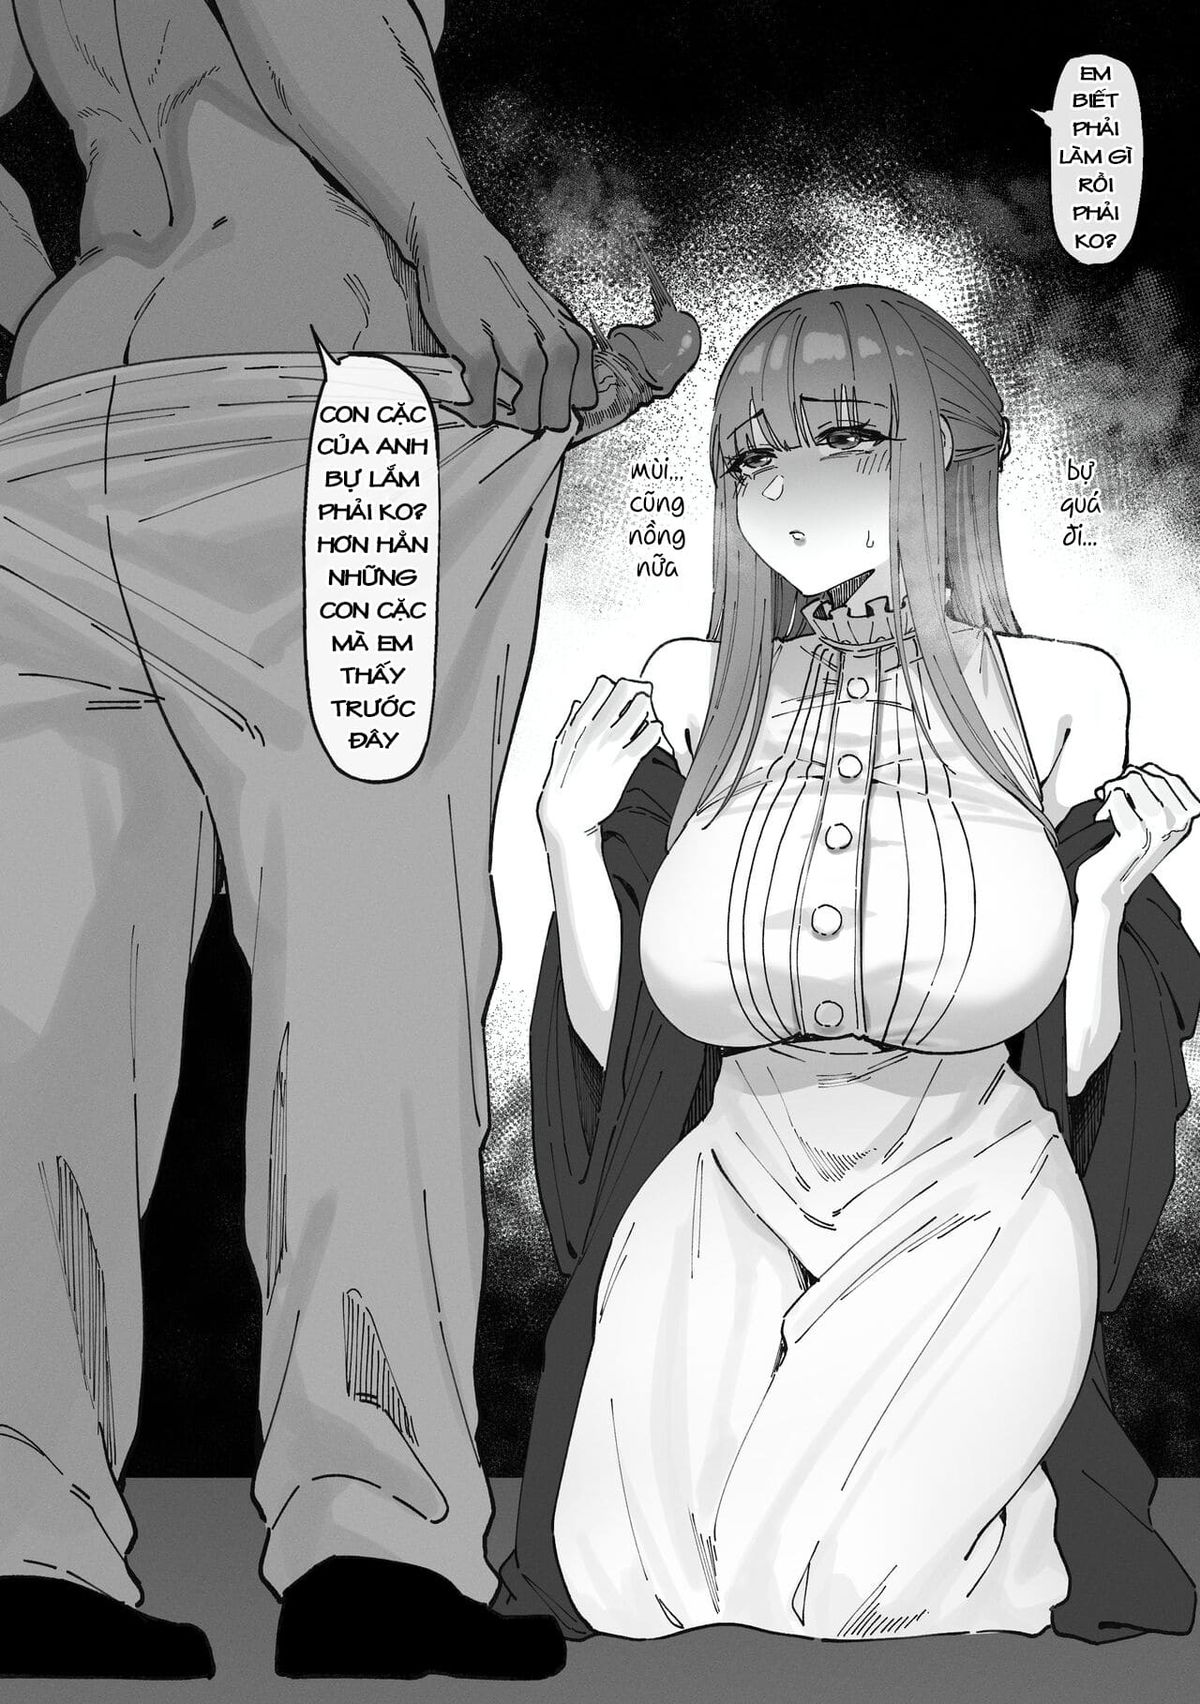 EM
BIẾT
PHẢI
LÀM GÌ
RỒI
PHẢI
KO?
CON CẶC
CỦA ANH
BỰ LẮM
PHẢI KO?
HƠN HẲN
NHỮNG
CON CẶC
MÀ EM
THẤY
TRƯỚC
ĐÂY
bự
quá
đi...
mùi...
cũng
nồng
nữa